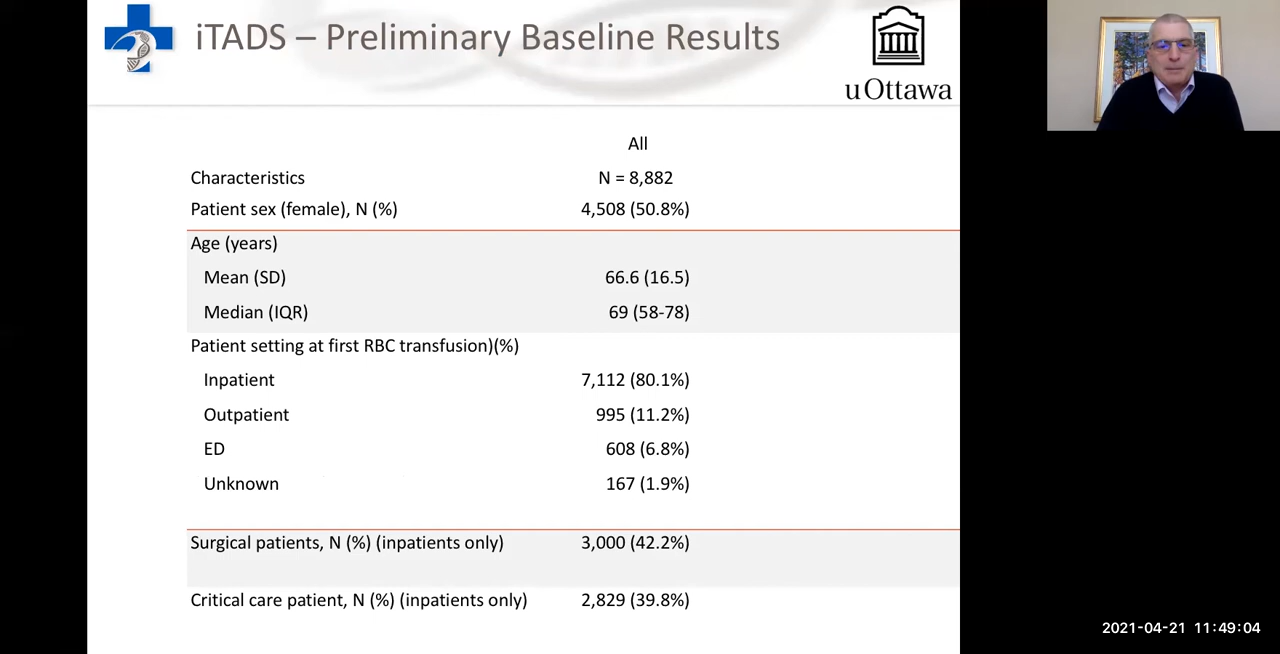 iTADS – Preliminary Baseline Results
uOttawa
All
Characteristics N = 8,882
Patient sex (female), N (%) 4,508 (50.8%)
Age (years)
Mean (SD) 66.6 (16.5)
Median (IQR) 69 (58-78)
Patient setting at first RBC transfusion)(%)
Inpatient 7,112 (80.1%)
Outpatient 995 (11.2%)
ED 608 (6.8%)
Unknown 167 (1.9%)
Surgical patients, N (%) (inpatients only) 3,000 (42.2%)
Critical care patient, N (%) (inpatients only) 2,829 (39.8%)
2021-04-21 11:49:04